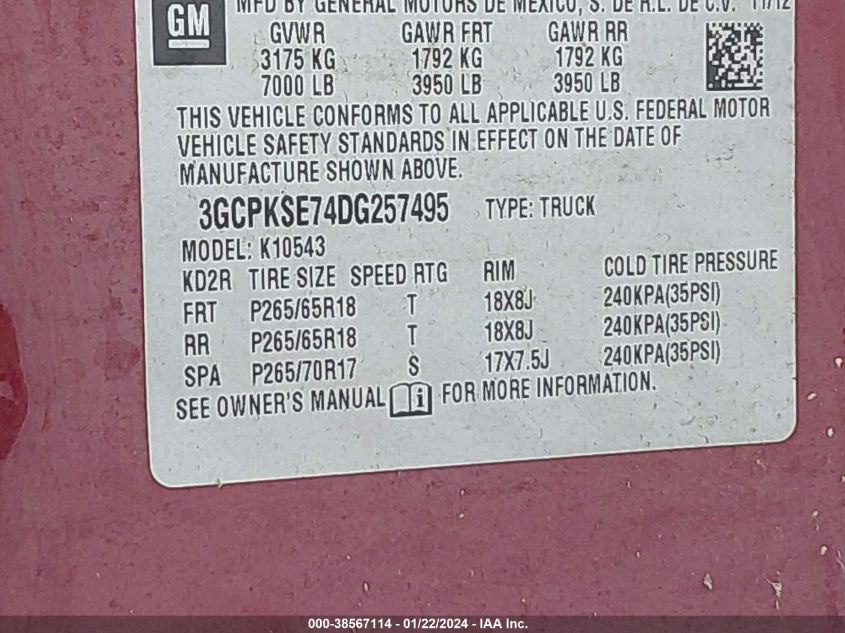 GM
MFD BY GENERAL MOTORS DE MEXICO, S. DE R.L. DE C.V. 11/12
GVWR GAWR FRT GAWR RR
3175 KG 1792 KG 1792 KG
7000 LB 3950 LB 3950 LB
THIS VEHICLE CONFORMS TO ALL APPLICABLE U.S. FEDERAL MOTOR
VEHICLE SAFETY STANDARDS IN EFFECT ON THE DATE OF
MANUFACTURE SHOWN ABOVE.
3GCPKSE74DG257495 TYPE: TRUCK
MODEL: K10543
KD2R TIRE SIZE SPEED RTG RIM COLD TIRE PRESSURE
FRT P265/65R18 T 18X8J 240KPA(35PSI)
RR P265/65R18 T 18X8J 240KPA(35PSI)
SPA P265/70R17 S 17X7.5J 240KPA(35PSI)
SEE OWNER'S MANUAL i FOR MORE INFORMATION.
000-38567114 - 01/22/2024 - IAA Inc.